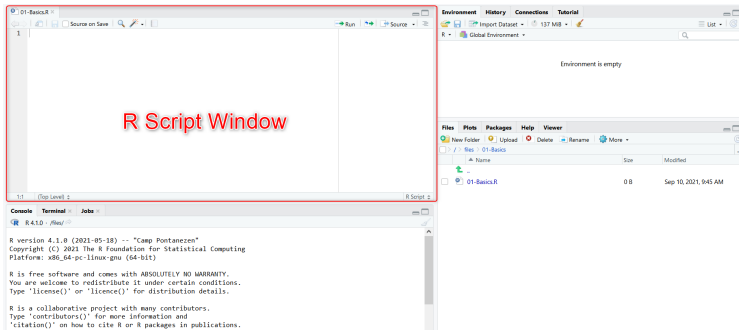 01-Basics.R ×
Source on Save
Run
Source
1
R Script Window
1:1
(Top Level)
R Script
Console Terminal × Jobs ×
R 4.1.0 · /files/
R version 4.1.0 (2021-05-18) -- "Camp Pontanezen"
Copyright (C) 2021 The R Foundation for Statistical Computing
Platform: x86_64-pc-linux-gnu (64-bit)
R is free software and comes with ABSOLUTELY NO WARRANTY.
You are welcome to redistribute it under certain conditions.
Type 'license()' or 'licence()' for distribution details.
R is a collaborative project with many contributors.
Type 'contributors()' for more information and
'citation()' on how to cite R or R packages in publications.
Environment History Connections Tutorial
Import Dataset
137 MiB
List
R
Global Environment
Environment is empty
Files Plots Packages Help Viewer
New Folder Upload Delete Rename More
/ > files > 01-Basics
Name Size Modified
..
01-Basics.R 0 B Sep 10, 2021, 9:45 AM